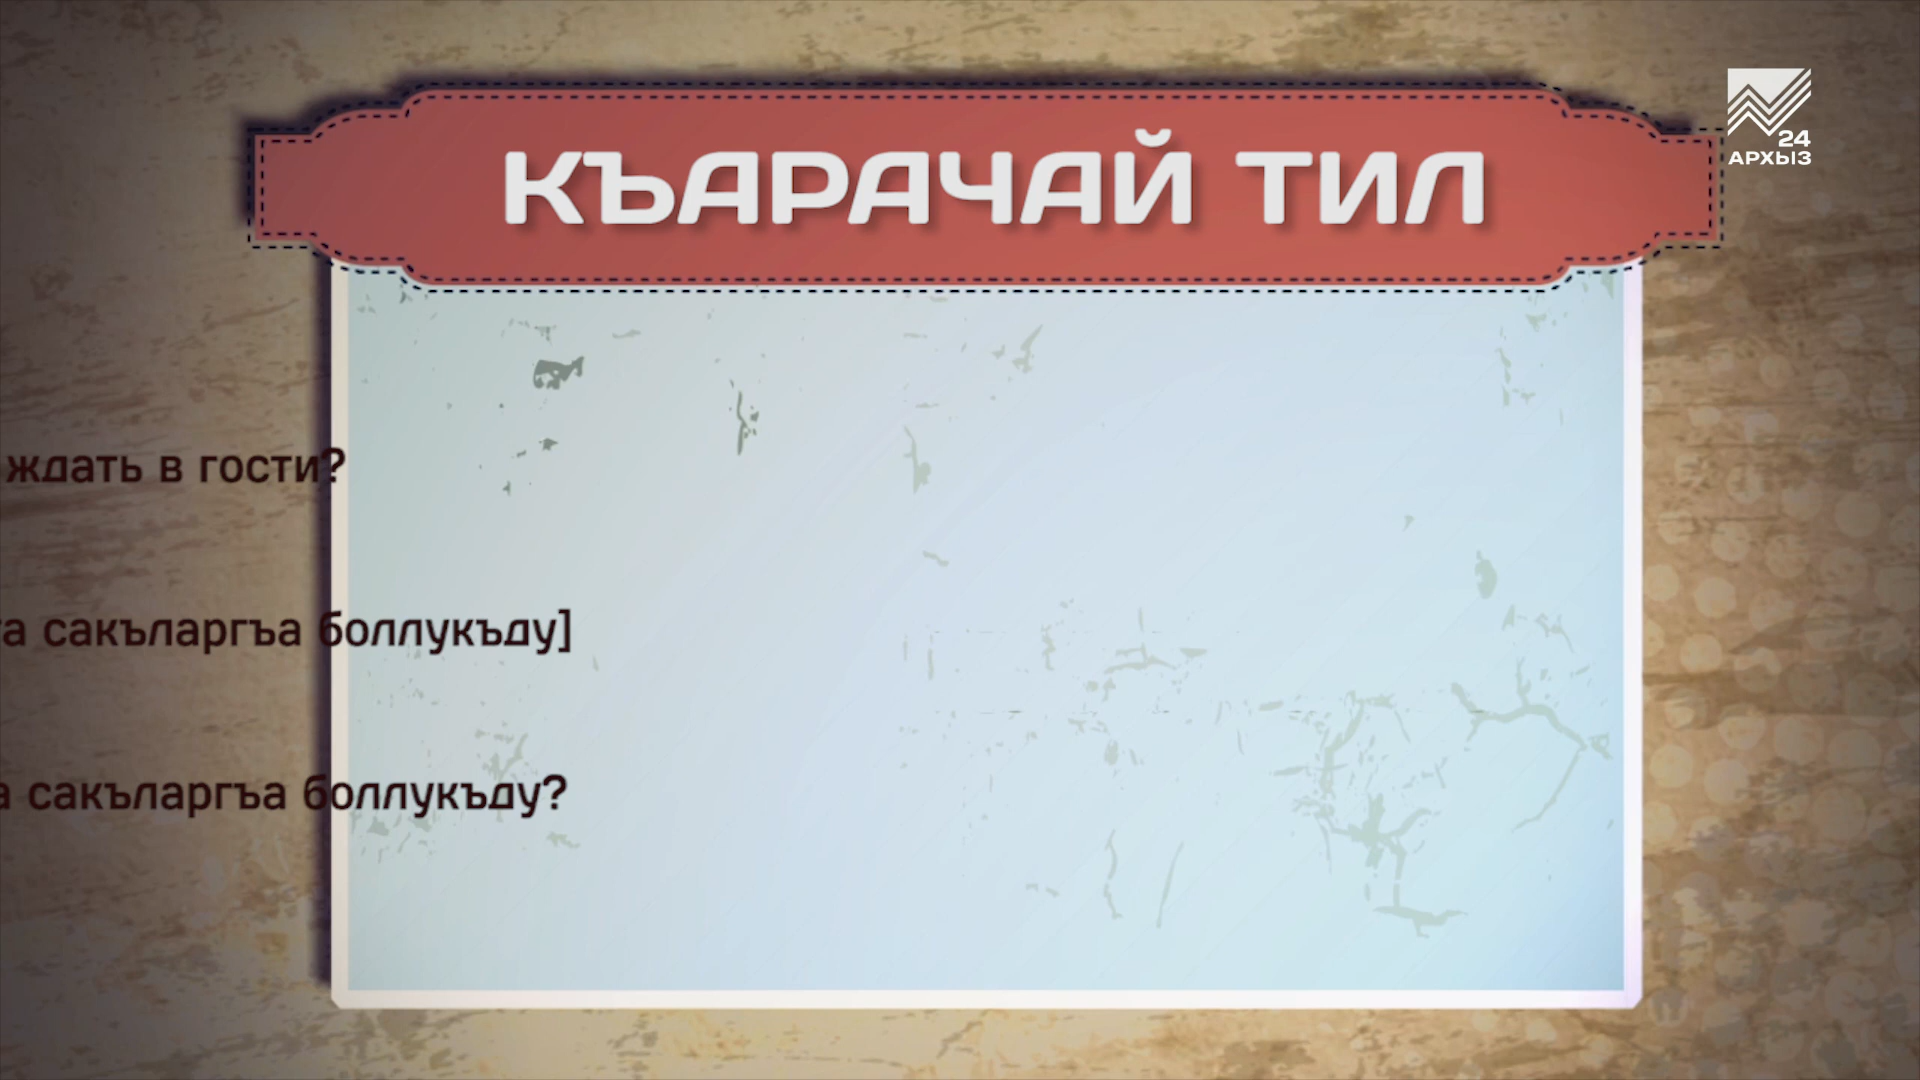 КЪАРАЧАЙ ТИЛ
24
АРХЫЗ
ждать в гости?
сакъларгъа боллукъду]
сакъларгъа боллукъду?